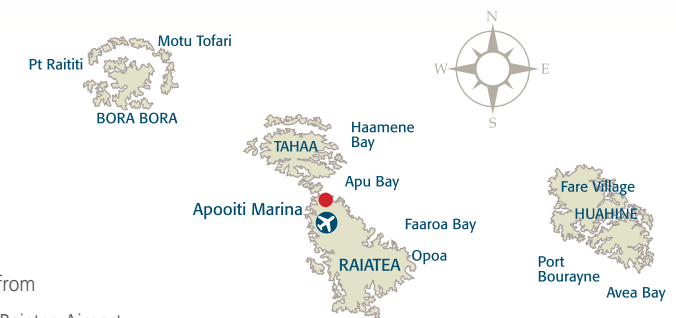 N
Motu Tofari
Pt Raititi
W
E
BORA BORA
S
Haamene
Bay
TAHAA
Apu Bay
Fare Village
Apooiti Marina
HUAHINE
Faaroa Bay
Opoa
RAIATEA
Port
Bourayne
Avea Bay
from